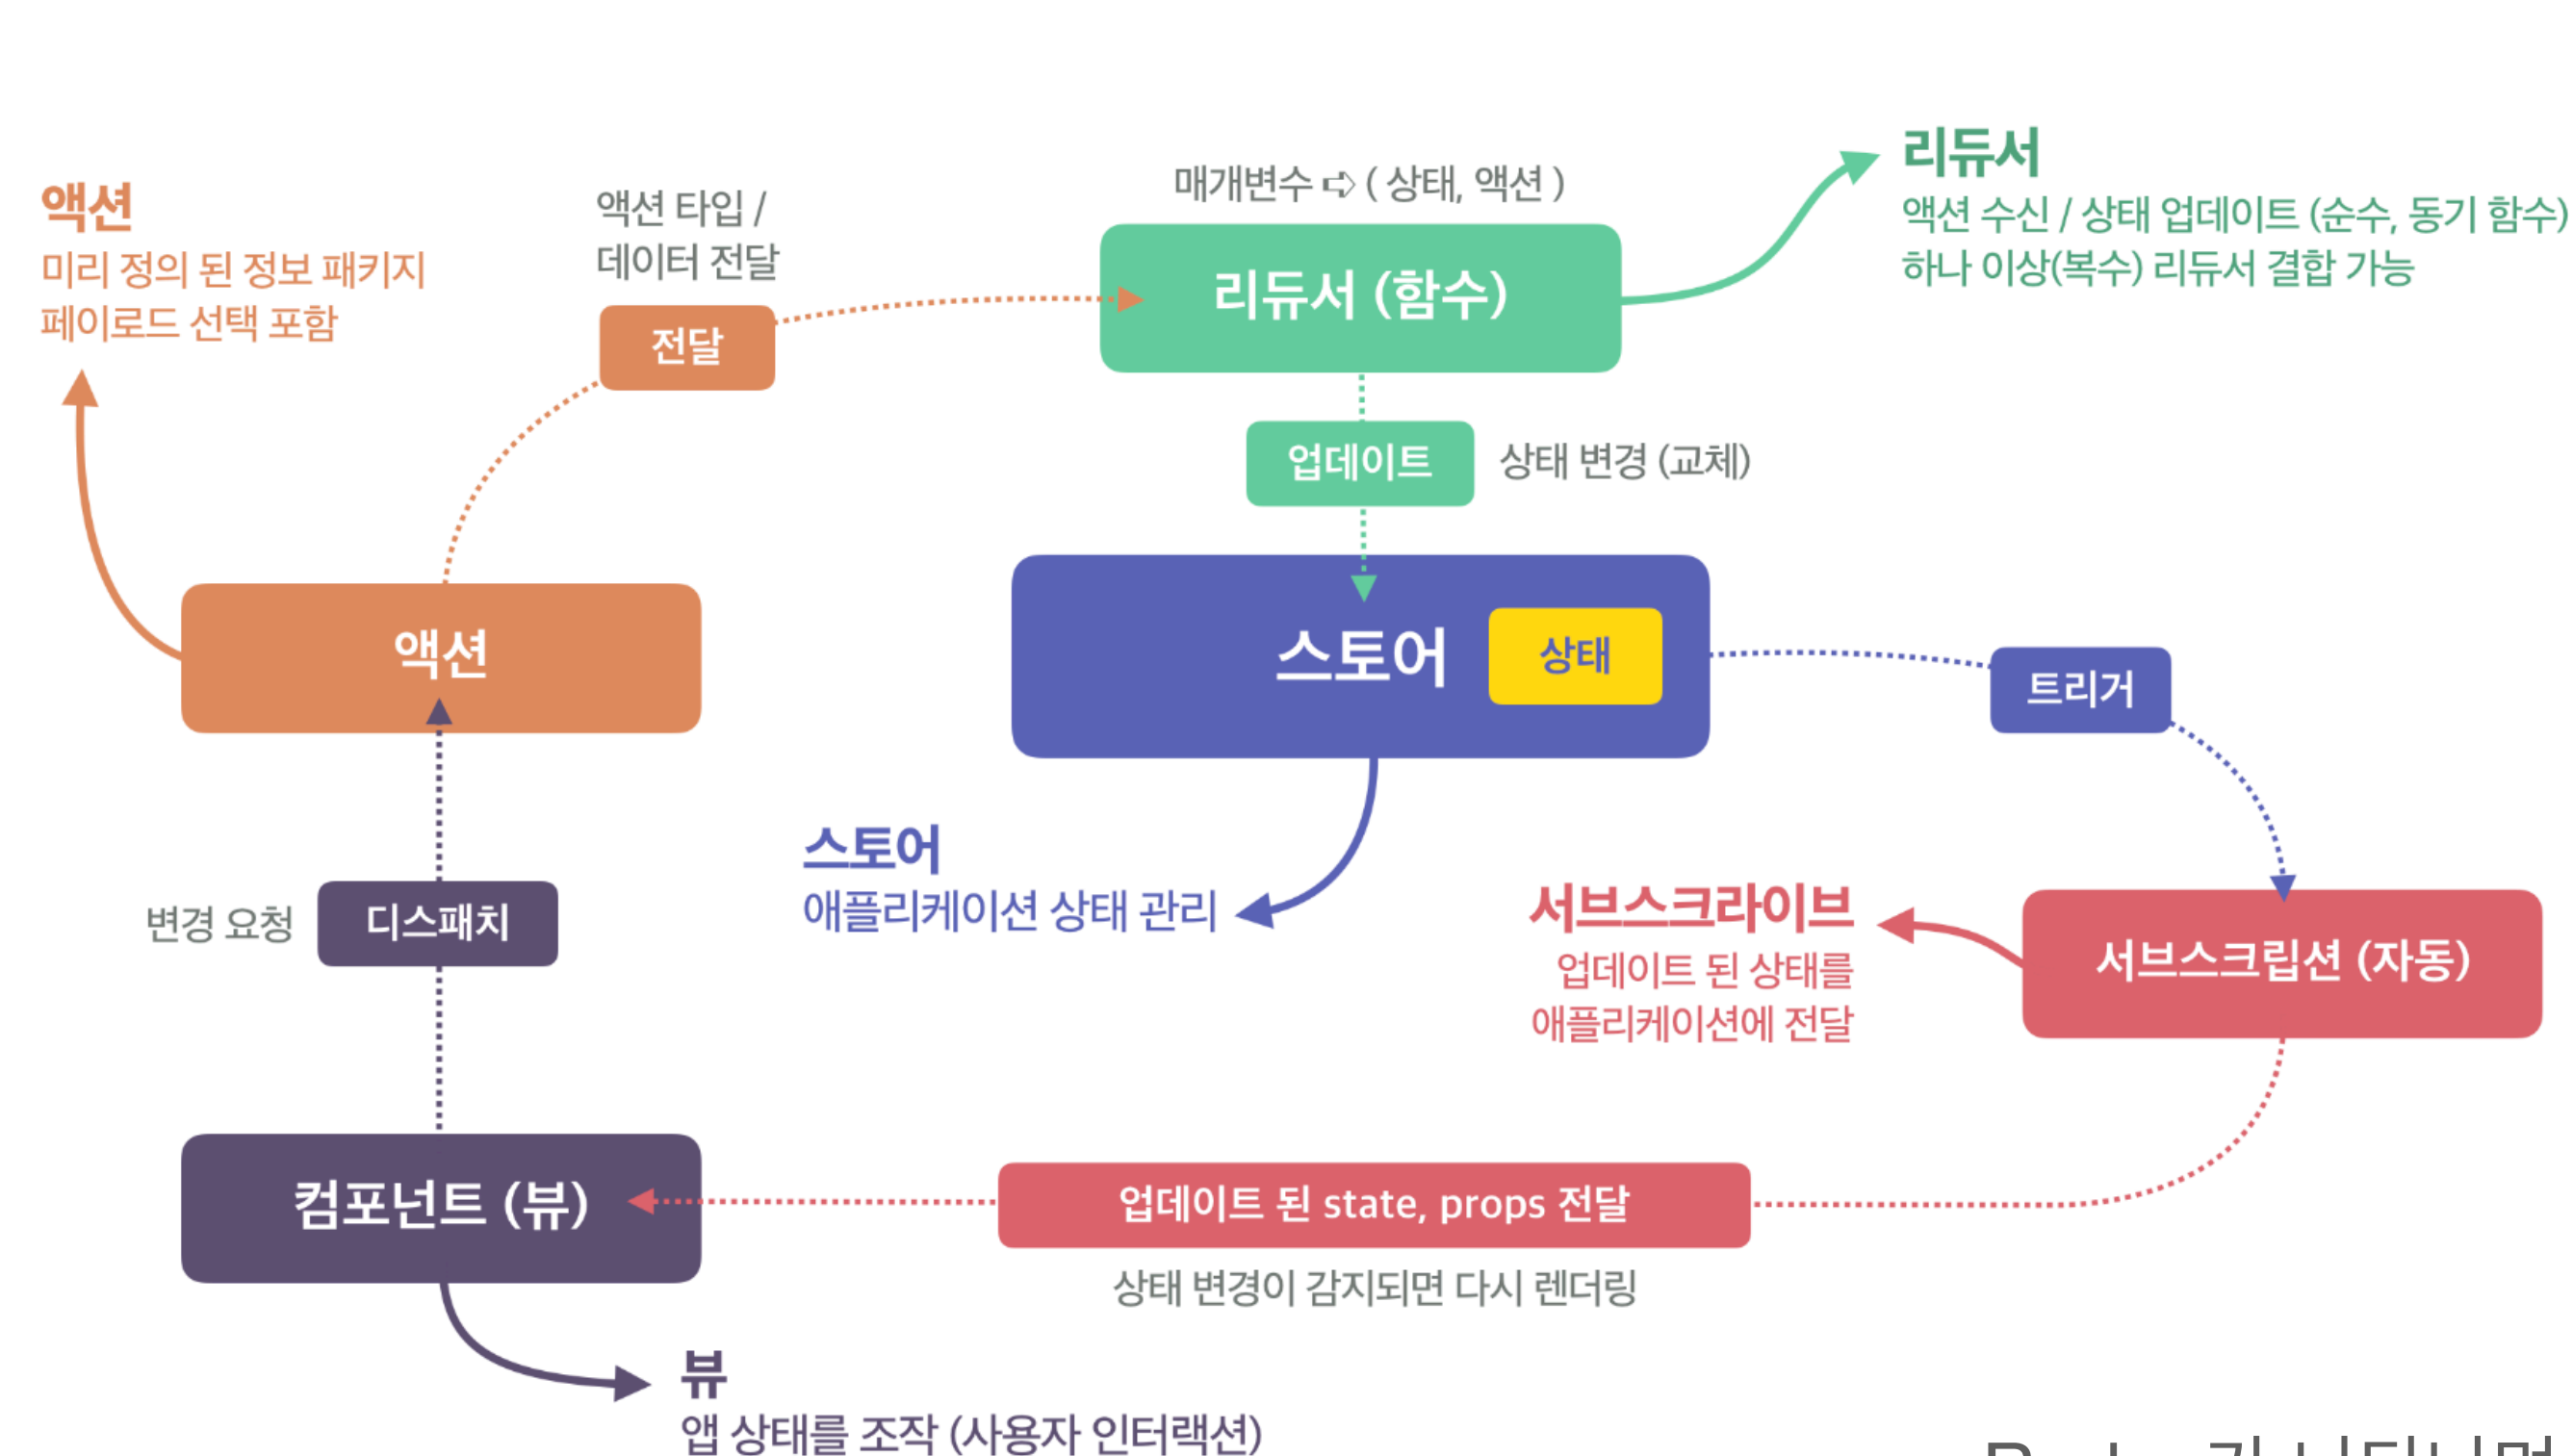 액션
미리 정의 된 정보 패키지
페이로드 선택 포함
액션 타입 /
데이터 전달
전달
매개변수 ➪ ( 상태, 액션 )
리듀서 (함수)
리듀서
액션 수신 / 상태 업데이트 (순수, 동기 함수)
하나 이상(복수) 리듀서 결합 가능
업데이트
상태 변경 (교체)
액션
스토어
상태
트리거
스토어
애플리케이션 상태 관리
변경 요청
디스패치
서브스크라이브
업데이트 된 상태를
애플리케이션에 전달
서브스크립션 (자동)
컴포넌트 (뷰)
업데이트 된 state, props 전달
상태 변경이 감지되면 다시 렌더링
뷰
앱 상태를 조작 (사용자 인터랙션)